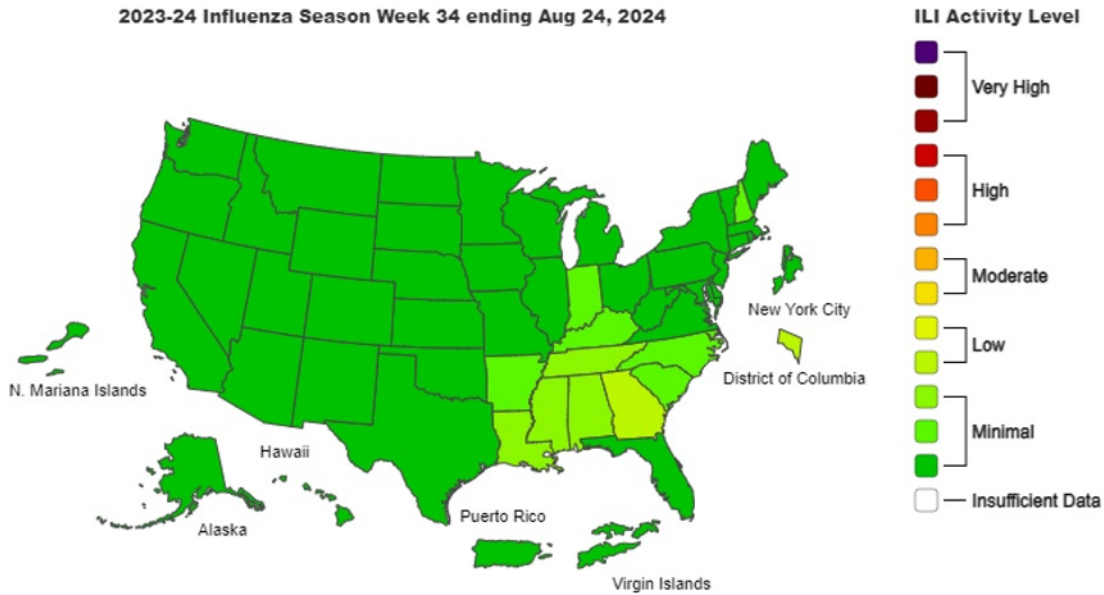 2023-24 Influenza Season Week 34 ending Aug 24, 2024
ILI Activity Level
Very High
High
Moderate
Low
Minimal
Insufficient Data
New York City
District of Columbia
N. Mariana Islands
Hawaii
Alaska
Puerto Rico
Virgin Islands